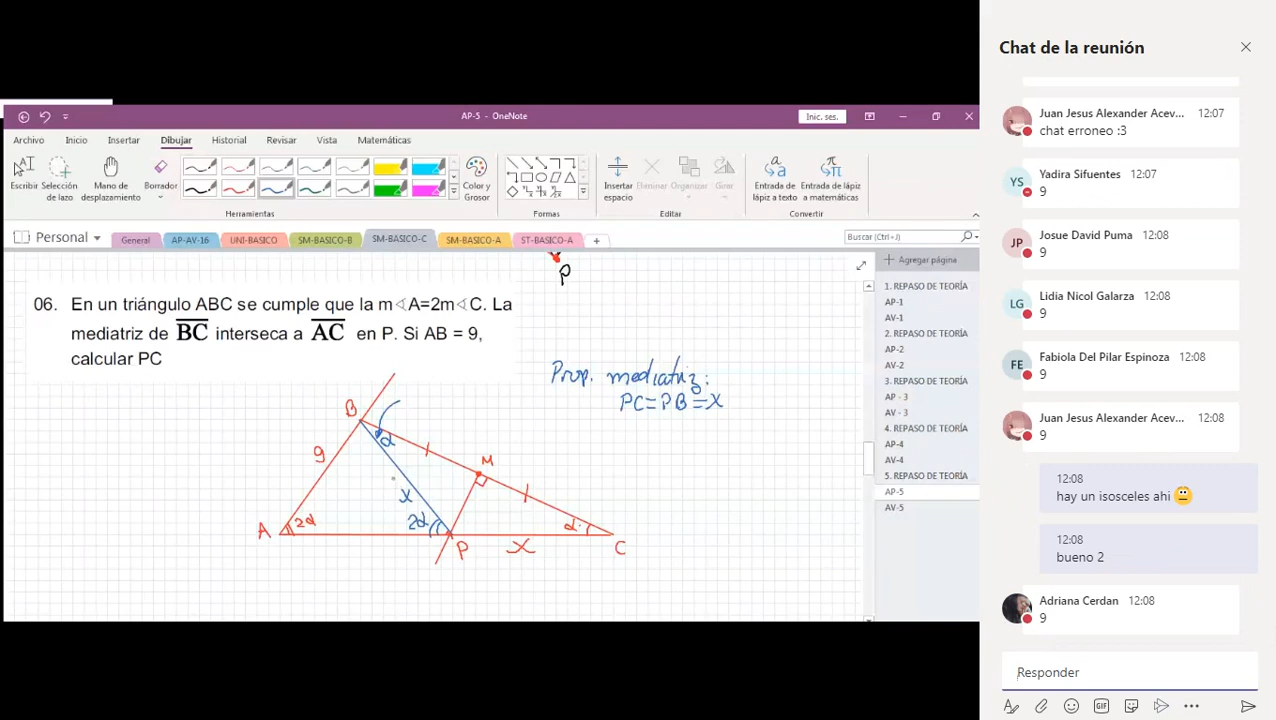 AP-5 - OneNote
Inic. ses.
Archivo Inicio Insertar Dibujar Historial Revisar Vista Matemáticas
Escribir
Selección de lazo
Mano de desplazamiento
Borrador
Color y Grosor
Insertar espacio
Eliminar
Organizar
Girar
Entrada de lápiz a texto
Entrada de lápiz a matemáticas
Herramientas
Formas
Editar
Convertir
Personal
General AP-AV-16 UNI-BASICO SM-BASICO-B SM-BASICO-C SM-BASICO-A ST-BASICO-A +
Buscar (Ctrl+J)
P
06. En un triángulo ABC se cumple que la m∢A=2m∢C. La
mediatriz de BC interseca a AC en P. Si AB = 9,
calcular PC
Prop. mediatriz:
PC=PB=x
B
α
9
M
x
A
2α
2α
P
x
α
C
Agregar página
1. REPASO DE TEORÍA
AP-1
AV-1
2. REPASO DE TEORÍA
AP-2
AV-2
3. REPASO DE TEORÍA
AP - 3
AV - 3
4. REPASO DE TEORÍA
AP-4
AV-4
5. REPASO DE TEORÍA
AP-5
AV-5
Chat de la reunión
Juan Jesus Alexander Acev... 12:07
chat erroneo :3
YS
Yadira Sifuentes 12:07
9
JP
Josue David Puma 12:08
9
LG
Lidia Nicol Galarza 12:08
9
FE
Fabiola Del Pilar Espinoza 12:08
9
Juan Jesus Alexander Acev... 12:08
9
12:08
hay un isosceles ahi
12:08
bueno 2
Adriana Cerdan 12:08
9
Responder